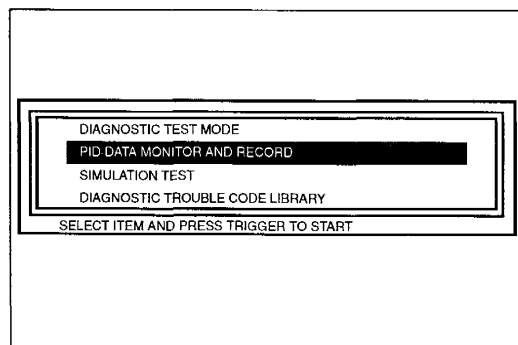 DIAGNOSTIC TEST MODE
PID-DATA MONITOR AND RECORD
SIMULATION TEST
DIAGNOSTIC TROUBLE CODE LIBRARY
SELECT ITEM AND PRESS TRIGGER TO START